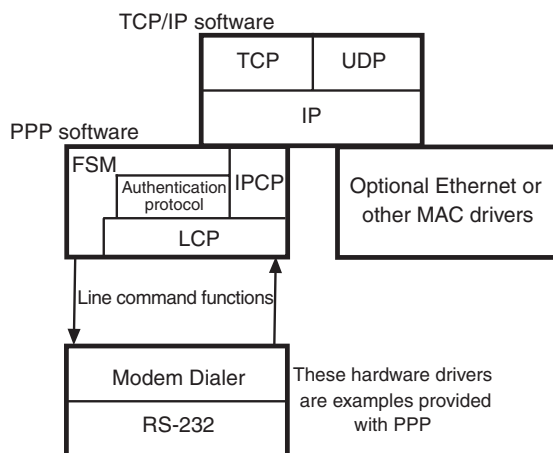 TCP/IP software
TCP
UDP
IP
PPP software
FSM
Authentication
protocol
IPCP
LCP
Optional Ethernet or
other MAC drivers
Line command functions
Modem Dialer
RS-232
These hardware drivers
are examples provided
with PPP